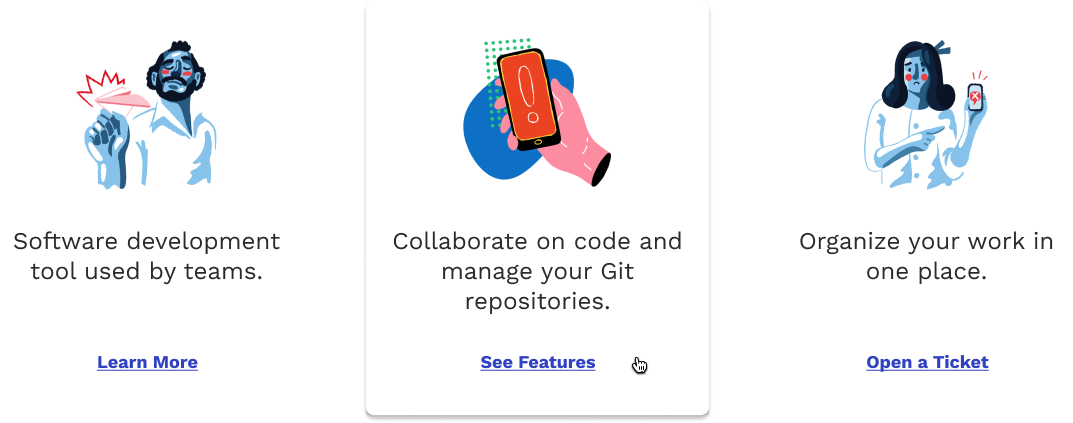 Software development
tool used by teams.
Learn More
Collaborate on code and
manage your Git
repositories.
See Features
Organize your work in
one place.
Open a Ticket